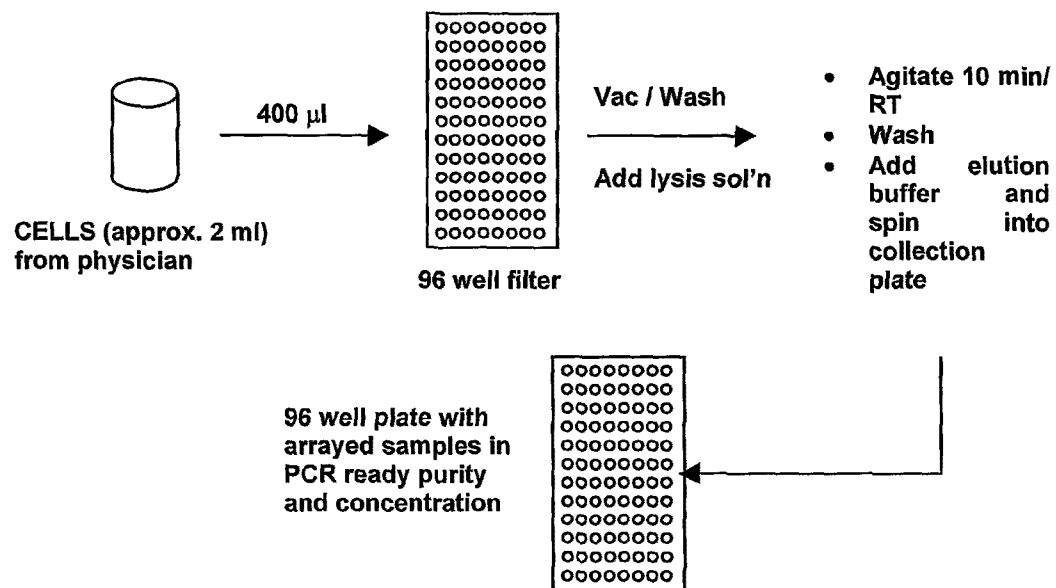 400 μl
CELLS (approx. 2 ml)
from physician
96 well filter
Vac / Wash
Add lysis sol'n
• Agitate 10 min/
RT
• Wash
• Add elution
buffer and
spin into
collection
plate
96 well plate with
arrayed samples in
PCR ready purity
and concentration